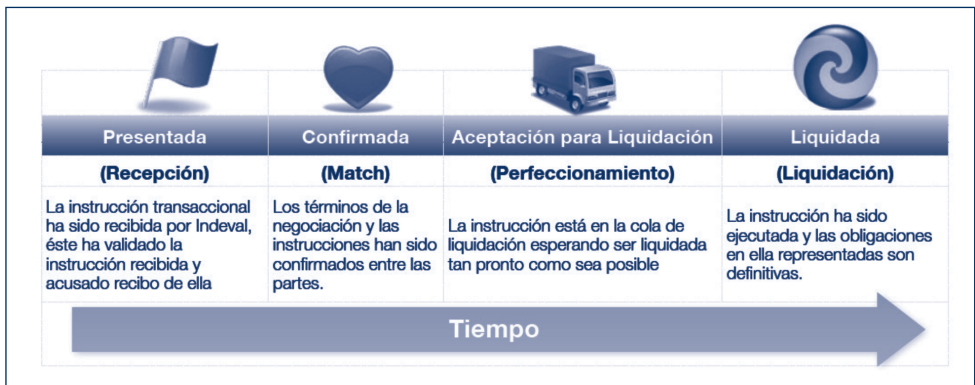 Presentada
Confirmada
Aceptación para Liquidación
Liquidada
(Recepción)
(Match)
(Perfeccionamiento)
(Liquidación)
La instrucción transaccional
ha sido recibida por Indeval,
éste ha validado la
instrucción recibida y
acusado recibo de ella
Los términos de la
negociación y las
instrucciones han sido
confirmados entre las
partes.
La instrucción está en la cola de
liquidación esperando ser liquidada
tan pronto como sea posible
La instrucción ha sido
ejecutada y las obligaciones
en ella representadas son
definitivas.
Tiempo